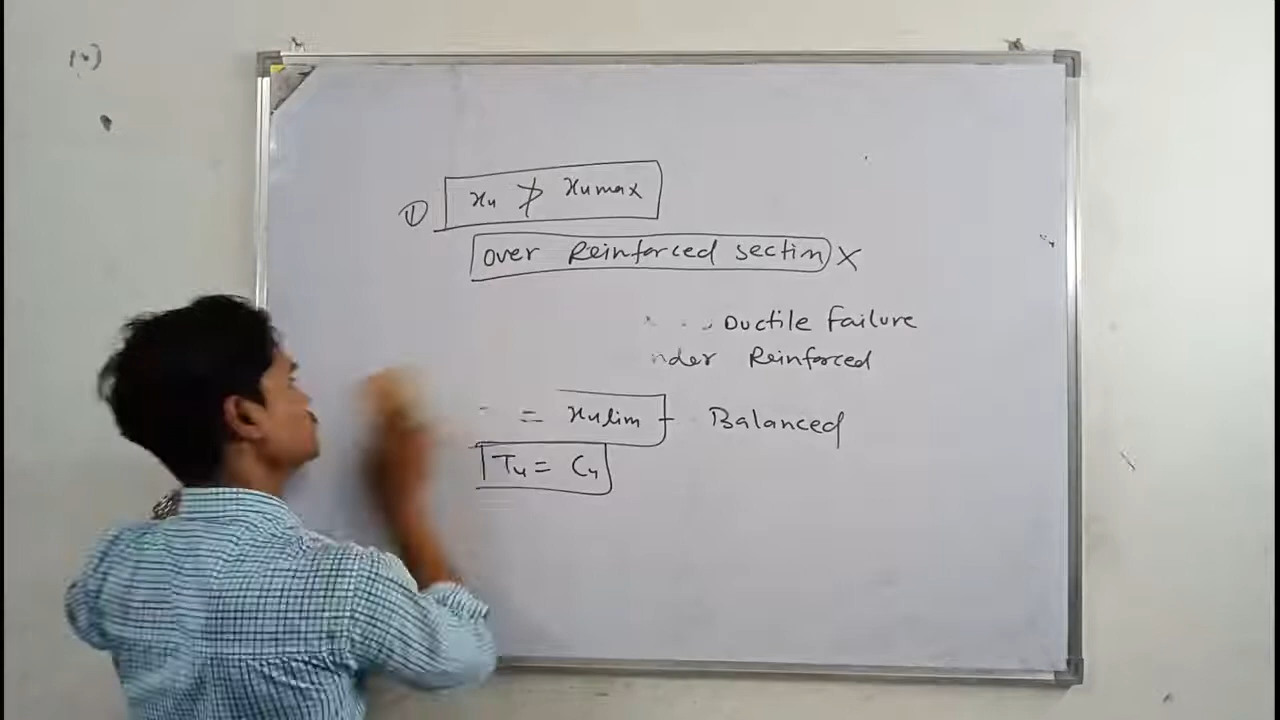 ① xu ≯ xumax
over Reinforced section X
Ductile Failure
nder Reinforced
= xulim - Balanced
Tu = Cu